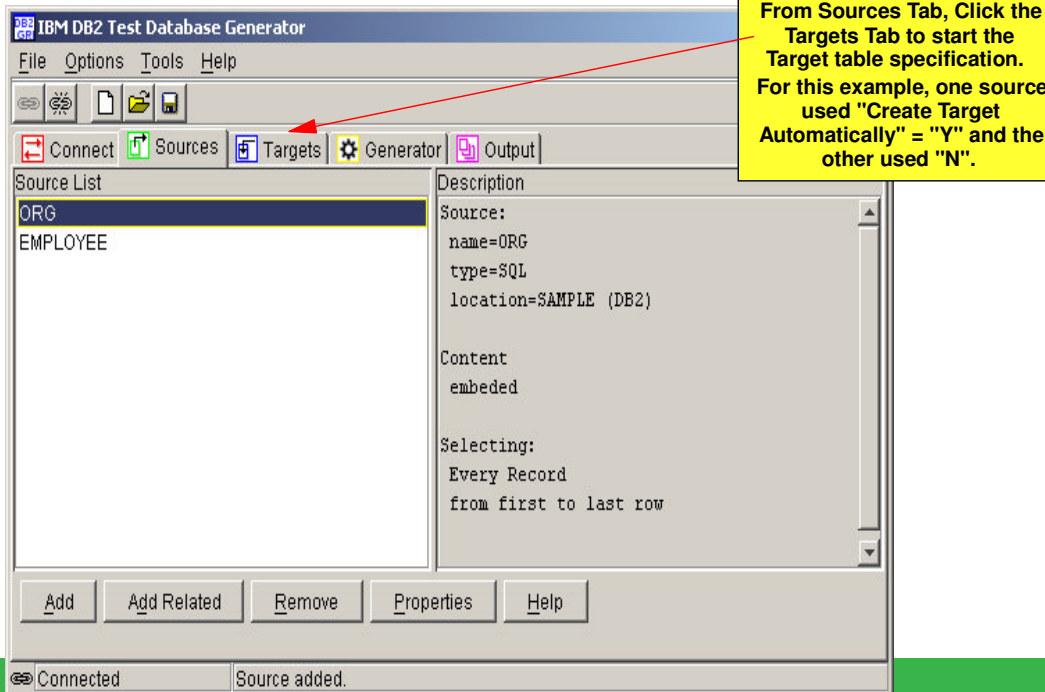 IBM DB2 Test Database Generator
From Sources Tab, Click the
Targets Tab to start the
Target table specification.
For this example, one source
used "Create Target
Automatically" = "Y" and the
other used "N".
DB2
GR
File Options Tools Help
Connect Sources Targets Generator Output
Source List
ORG
EMPLOYEE
Description
Source:
name=ORG
type=SQL
location=SAMPLE (DB2)
Content
embeded
Selecting:
Every Record
from first to last row
Add Add Related Remove Properties Help
Connected Source added.